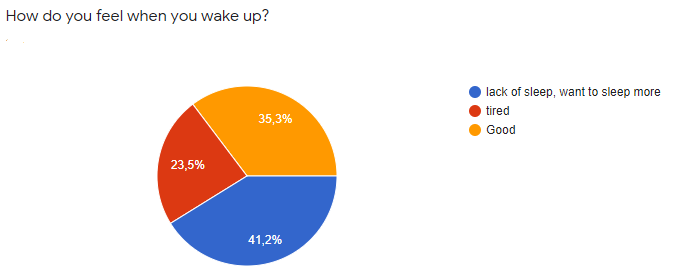 How do you feel when you wake up?
lack of sleep, want to sleep more
tired
Good
35,3%
23,5%
41,2%